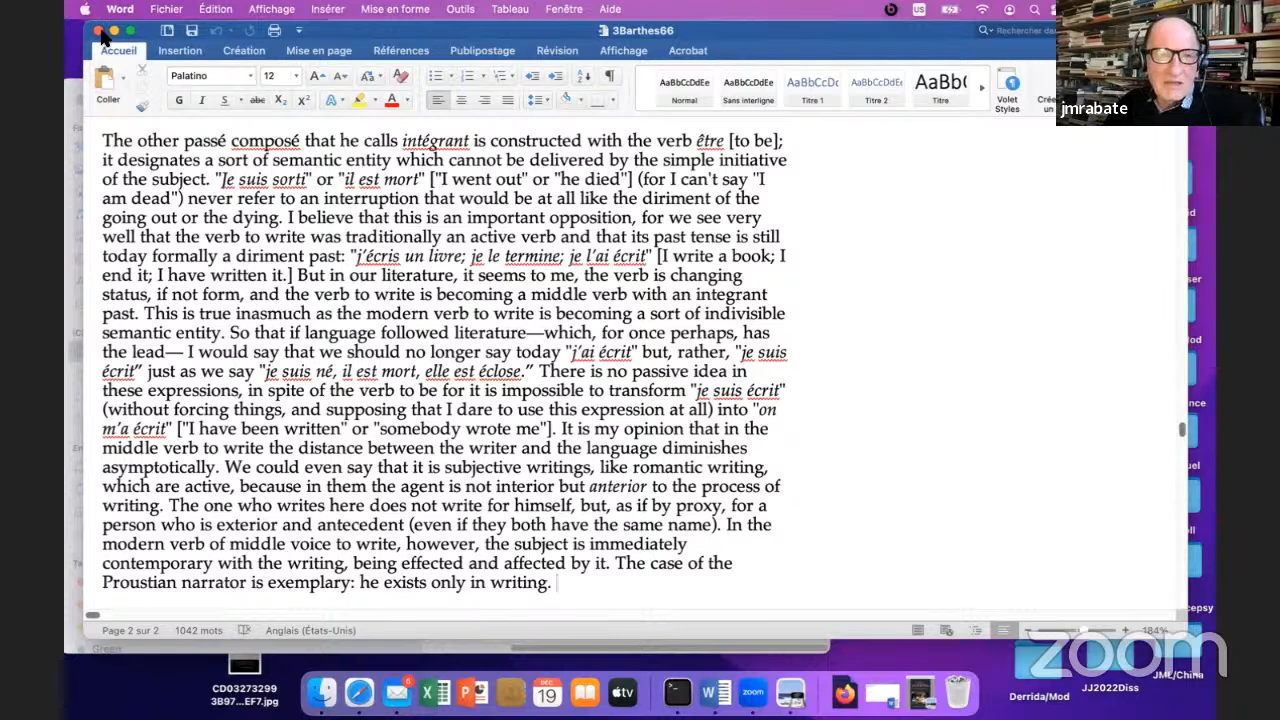 Word Fichier Édition Affichage Insérer Mise en forme Outils Tableau Fenêtre Aide
3Barthes66
Rechercher dans
Accueil Insertion Création Mise en page Références Publipostage Révision Affichage Acrobat
Coller
Palatino 12
G I S abc X₂ X²
AaBbCcDdEe AaBbCcDdEe AaBbCcDc AaBbCcDdEe AaBb(
Normal Sans interligne Titre 1 Titre 2 Titre
Volet
Styles
jmrabate
The other passé composé that he calls intégrant is constructed with the verb être [to be];
it designates a sort of semantic entity which cannot be delivered by the simple initiative
of the subject. "Je suis sorti" or "il est mort" ["I went out" or "he died"] (for I can't say "I
am dead") never refer to an interruption that would be at all like the diriment of the
going out or the dying. I believe that this is an important opposition, for we see very
well that the verb to write was traditionally an active verb and that its past tense is still
today formally a diriment past: "j'écris un livre; je le termine; je l'ai écrit" [I write a book; I
end it; I have written it.] But in our literature, it seems to me, the verb is changing
status, if not form, and the verb to write is becoming a middle verb with an integrant
past. This is true inasmuch as the modern verb to write is becoming a sort of indivisible
semantic entity. So that if language followed literature—which, for once perhaps, has
the lead— I would say that we should no longer say today "j'ai écrit" but, rather, "je suis
écrit" just as we say "je suis né, il est mort, elle est éclose." There is no passive idea in
these expressions, in spite of the verb to be for it is impossible to transform "je suis écrit"
(without forcing things, and supposing that I dare to use this expression at all) into "on
m'a écrit" ["I have been written" or "somebody wrote me"]. It is my opinion that in the
middle verb to write the distance between the writer and the language diminishes
asymptotically. We could even say that it is subjective writings, like romantic writing,
which are active, because in them the agent is not interior but anterior to the process of
writing. The one who writes here does not write for himself, but, as if by proxy, for a
person who is exterior and antecedent (even if they both have the same name). In the
modern verb of middle voice to write, however, the subject is immediately
contemporary with the writing, being effected and affected by it. The case of the
Proustian narrator is exemplary: he exists only in writing.
Page 2 sur 2 1042 mots Anglais (États-Unis) 184%
Green
zoom
CD03273299
3B97...EF7.jpg
DEC
19
tv
zoom
Derrida/Mod
JJ2022Diss
JML/China